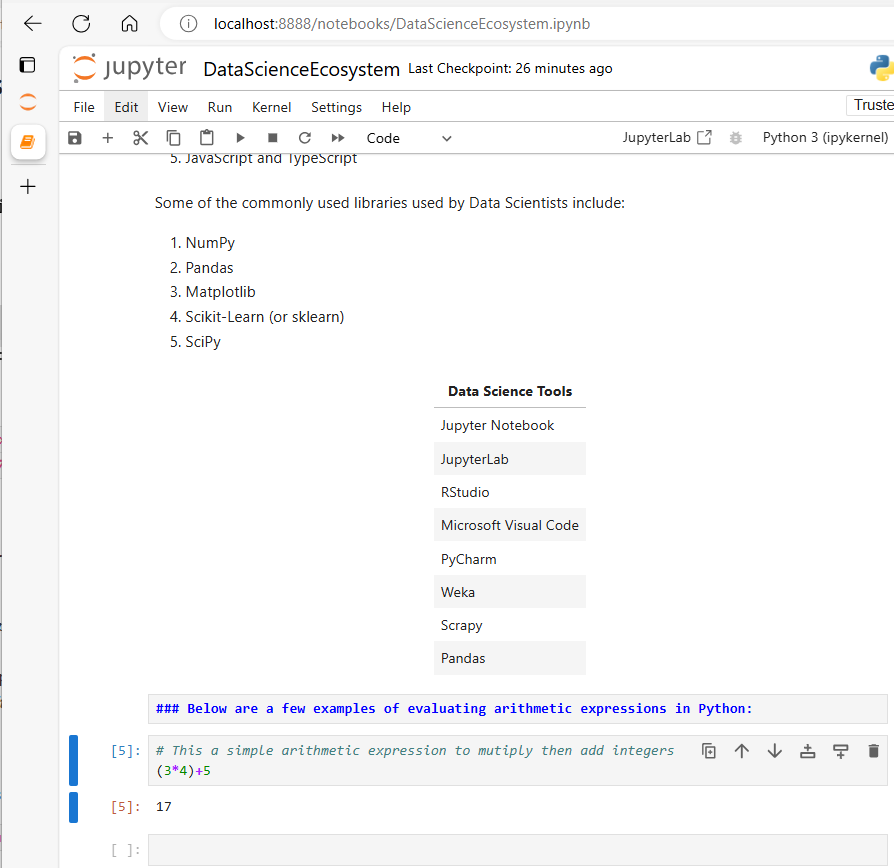 localhost:8888/notebooks/DataScienceEcosystem.ipynb
jupyter DataScienceEcosystem Last Checkpoint: 26 minutes ago
File Edit View Run Kernel Settings Help Truste
Code JupyterLab Python 3 (ipykernel)
5. JavaScript and TypeScript
Some of the commonly used libraries used by Data Scientists include:
1. NumPy
2. Pandas
3. Matplotlib
4. Scikit-Learn (or sklearn)
5. SciPy
Data Science Tools
Jupyter Notebook
JupyterLab
RStudio
Microsoft Visual Code
PyCharm
Weka
Scrapy
Pandas
### Below are a few examples of evaluating arithmetic expressions in Python:
[5]: # This a simple arithmetic expression to mutiply then add integers
(3*4)+5
[5]: 17
[ ]: